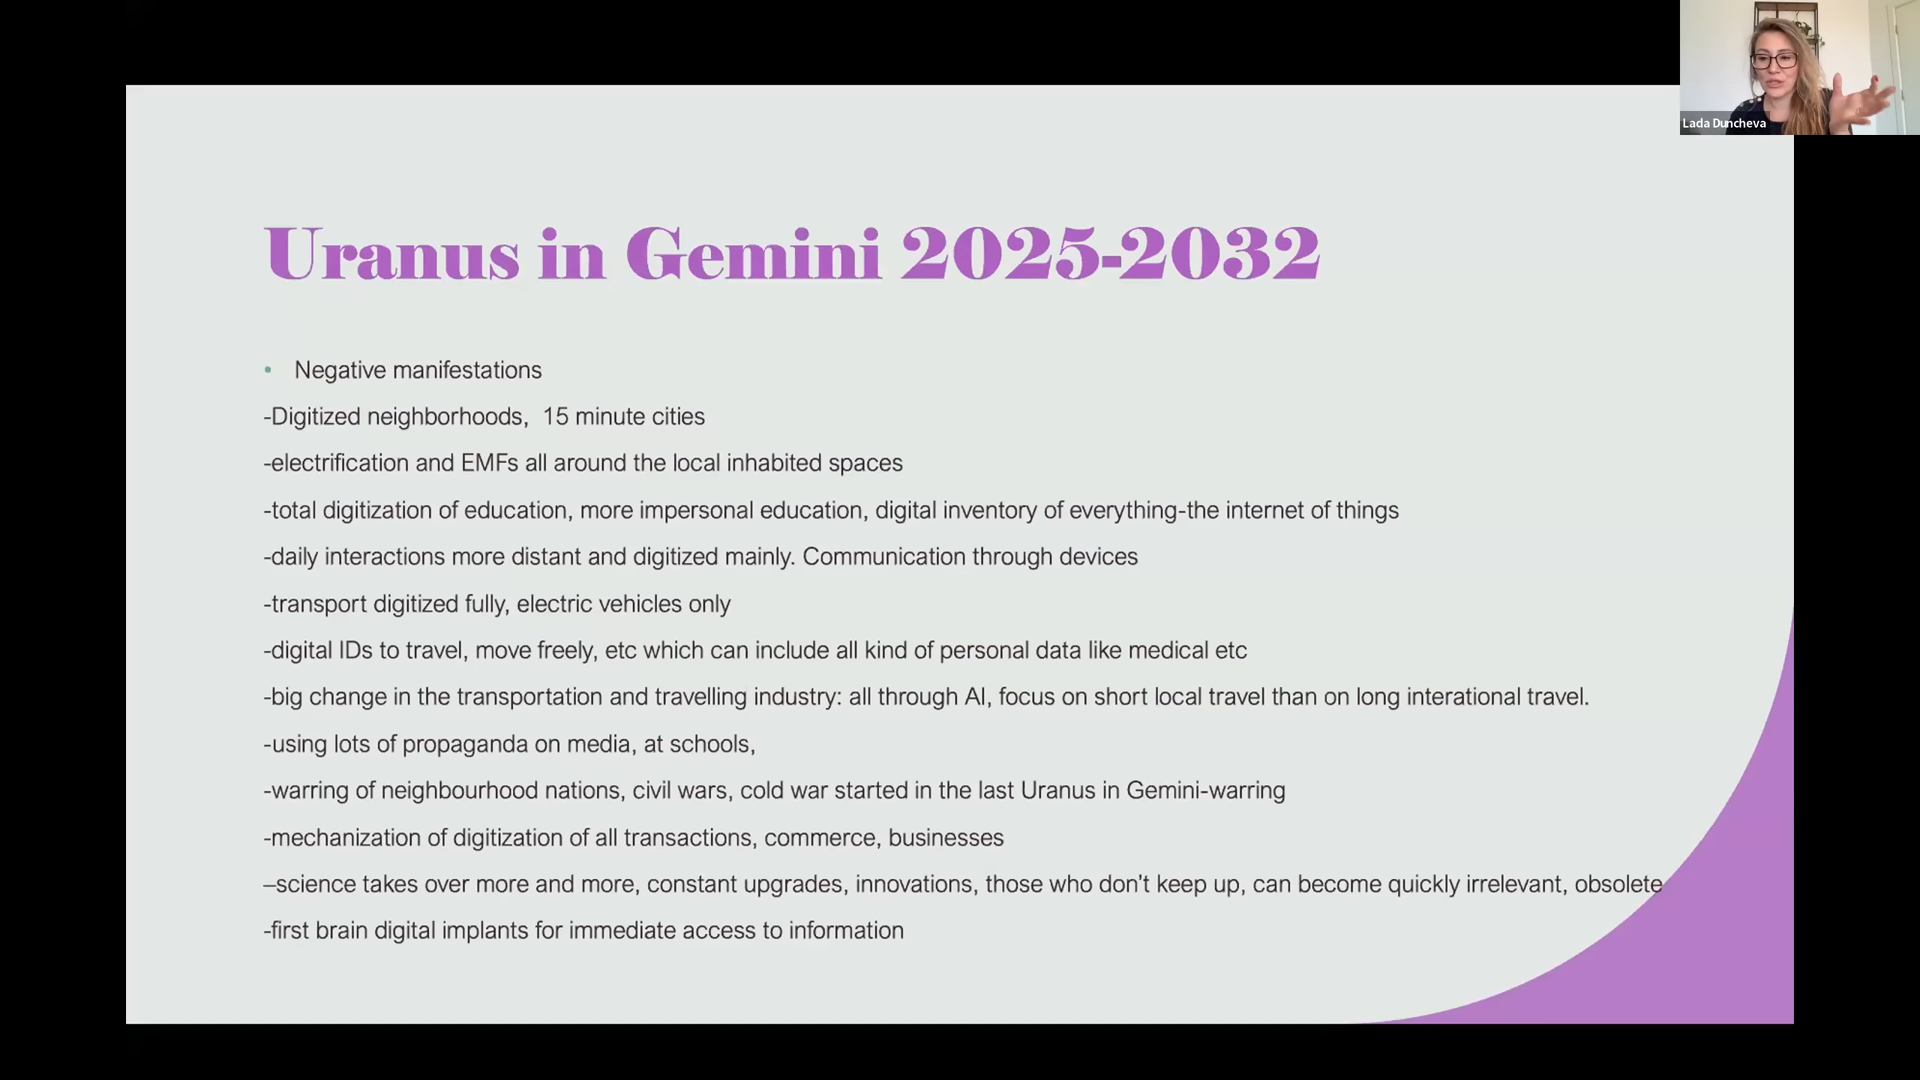 Lada Duncheva
Uranus in Gemini 2025-2032
• Negative manifestations
-Digitized neighborhoods,  15 minute cities
-electrification and EMFs all around the local inhabited spaces
-total digitization of education, more impersonal education, digital inventory of everything-the internet of things
-daily interactions more distant and digitized mainly. Communication through devices
-transport digitized fully, electric vehicles only
-digital IDs to travel, move freely, etc which can include all kind of personal data like medical etc
-big change in the transportation and travelling industry: all through AI, focus on short local travel than on long interational travel.
-using lots of propaganda on media, at schools,
-warring of neighbourhood nations, civil wars, cold war started in the last Uranus in Gemini-warring
-mechanization of digitization of all transactions, commerce, businesses
–science takes over more and more, constant upgrades, innovations, those who don't keep up, can become quickly irrelevant, obsolete
-first brain digital implants for immediate access to information